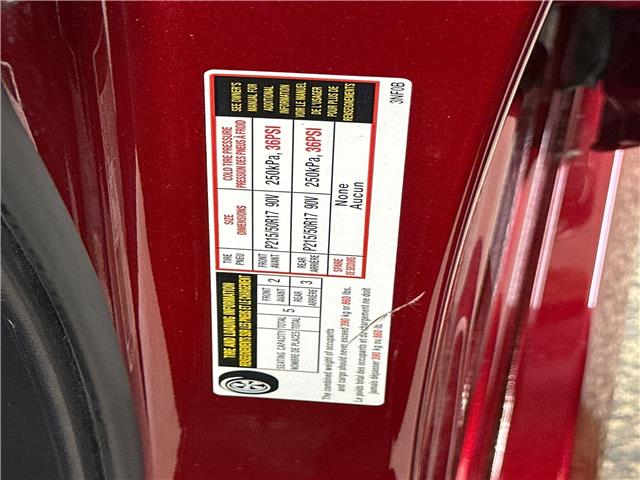 TIRE AND LOADING INFORMATION
RENSEIGNEMENTS SUR LES PNEUS ET LE CHARGEMENT
SEATING CAPACITY TOTAL
NOMBRE DE PLACES TOTAL
5
FRONT
AVANT
2
REAR
ARRIÈRE
3
The combined weight of occupants
and cargo should never exceed 390 kg or 860 lbs.
Le poids total des occupants et du chargement ne doit
jamais dépasser 390 kg ou 860 lb.
TIRE
PNEU
SIZE
DIMENSIONS
COLD TIRE PRESSURE
PRESSION DES PNEUS À FROID
FRONT
AVANT
P215/50R17 90V
250kPa, 36PSI
REAR
ARRIÈRE
P215/50R17 90V
250kPa, 36PSI
SPARE
DE SECOURS
None
Aucun
SEE OWNER'S
MANUAL FOR
ADDITIONAL
INFORMATION
VOIR LE MANUEL
DE L'USAGER
POUR PLUS DE
RENSEIGNEMENTS
3NF0B